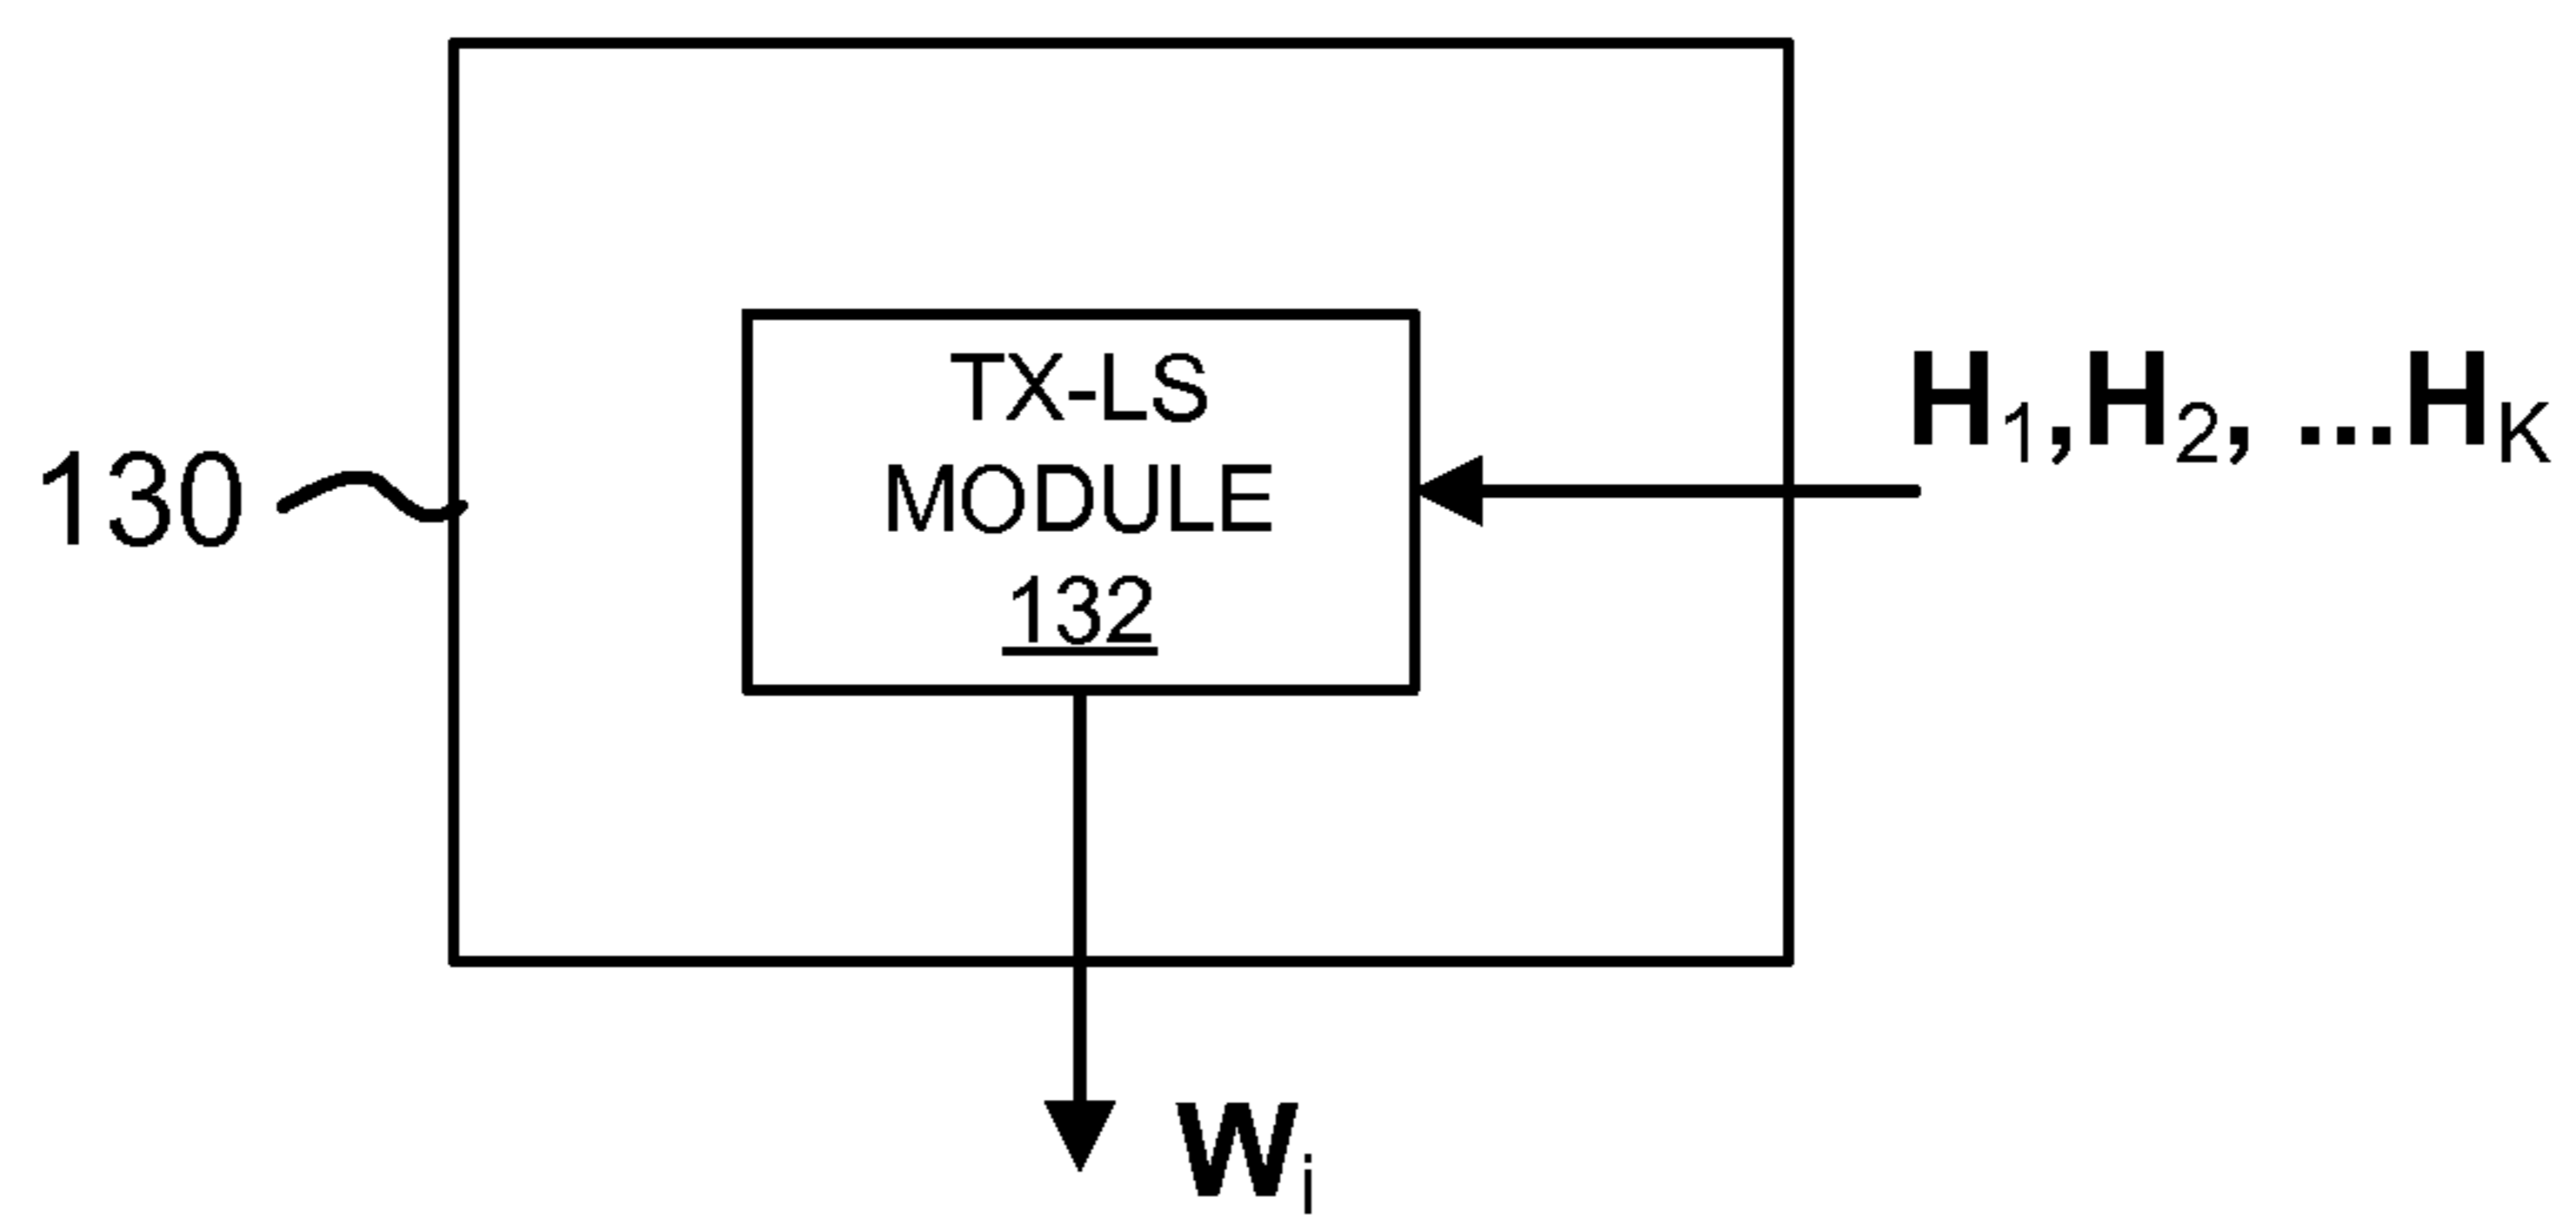 TX-LS
MODULE
132
130
H1,H2, ...HK
Wi